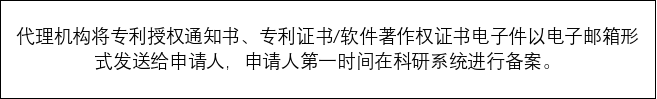 代理机构将专利授权通知书、专利证书/软件著作权证书电子件以电子邮箱形
式发送给申请人，申请人第一时间在科研系统进行备案。